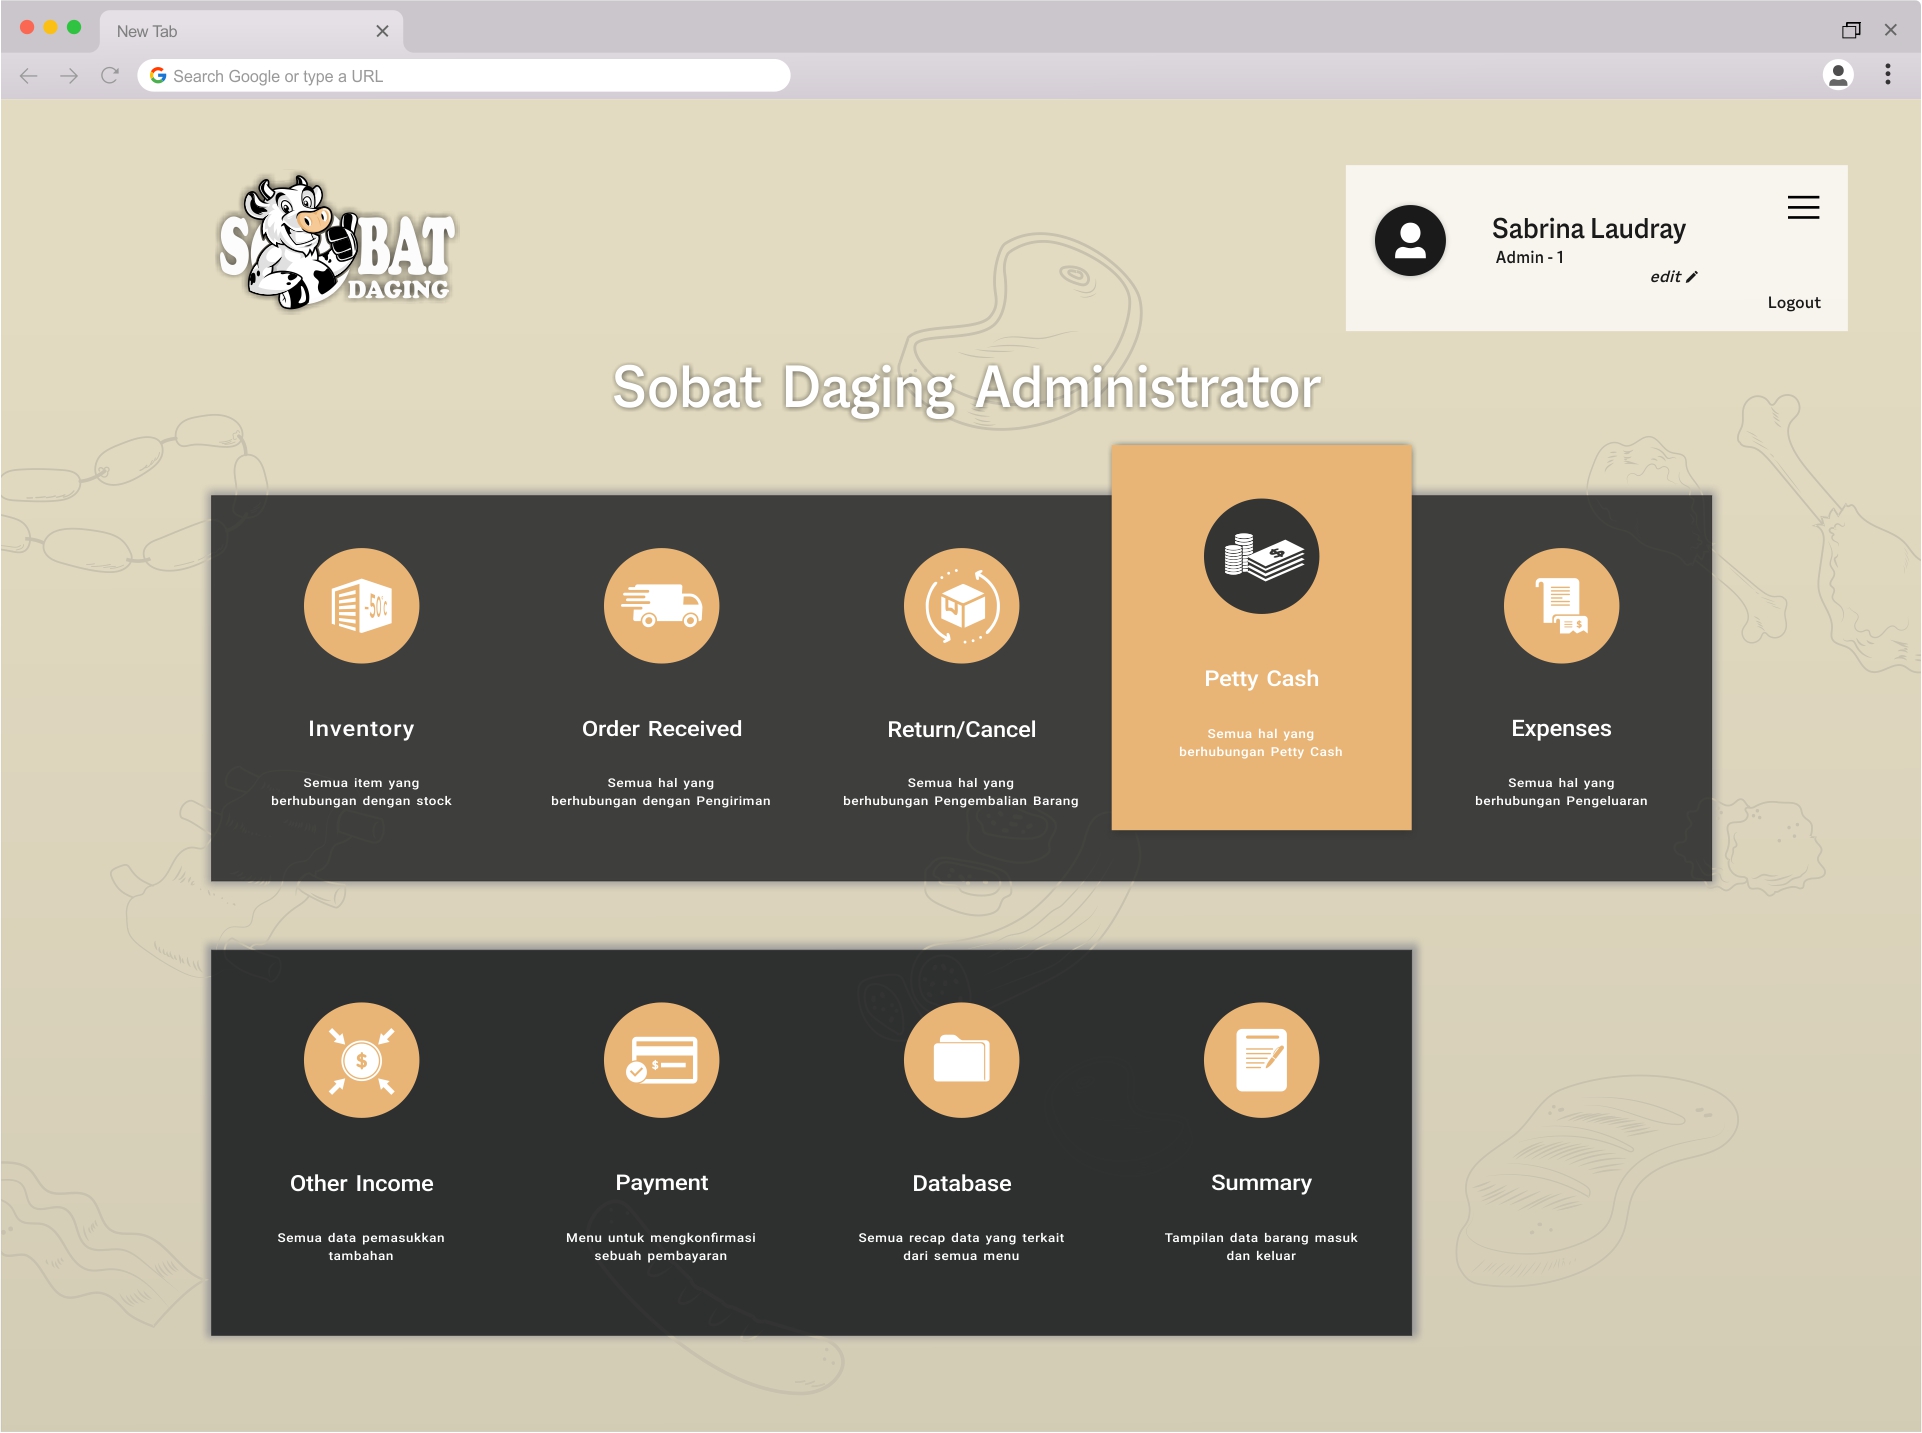 New Tab
Search Google or type a URL
SOBAT
DAGING
Sabrina Laudray
Admin - 1
edit
Logout
Sobat Daging Administrator
-50°c
Inventory
Semua item yang
berhubungan dengan stock
Order Received
Semua hal yang
berhubungan dengan Pengiriman
Return/Cancel
Semua hal yang
berhubungan Pengembalian Barang
$
Petty Cash
Semua hal yang
berhubungan Petty Cash
$
Expenses
Semua hal yang
berhubungan Pengeluaran
$
Other Income
Semua data pemasukkan
tambahan
$
Payment
Menu untuk mengkonfirmasi
sebuah pembayaran
Database
Semua recap data yang terkait
dari semua menu
Summary
Tampilan data barang masuk
dan keluar